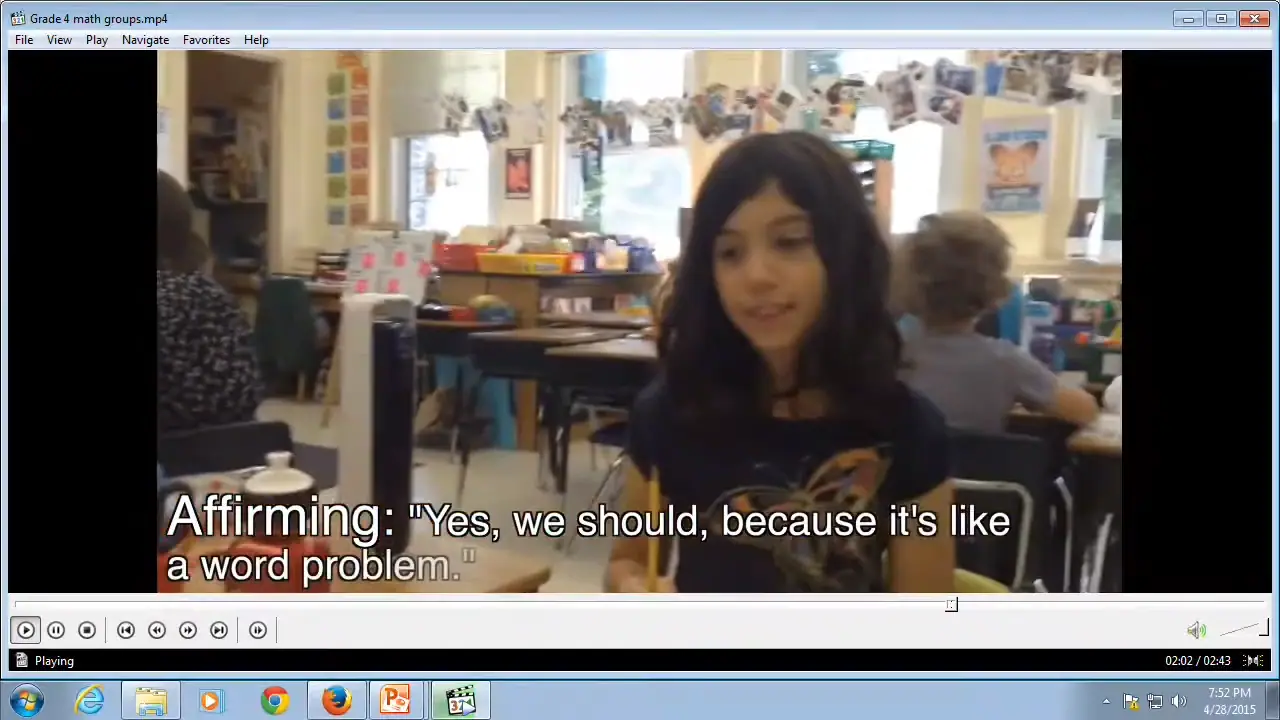 Grade 4 math groups.mp4
File View Play Navigate Favorites Help
Affirming: "Yes, we should, because it's like
a word problem."
Playing
02:02 / 02:43
7:52 PM
4/28/2015